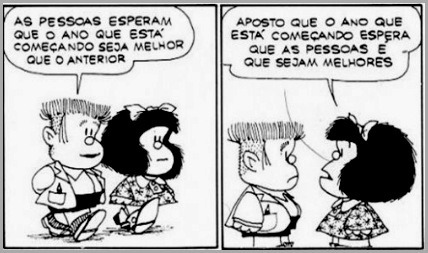 AS PESSOAS ESPERAM
QUE O ANO QUE ESTÁ
COMEÇANDO SEJA MELHOR
QUE O ANTERIOR
APOSTO QUE O ANO QUE
ESTÁ COMEÇANDO ESPERA
QUE AS PESSOAS É
QUE SEJAM MELHORES